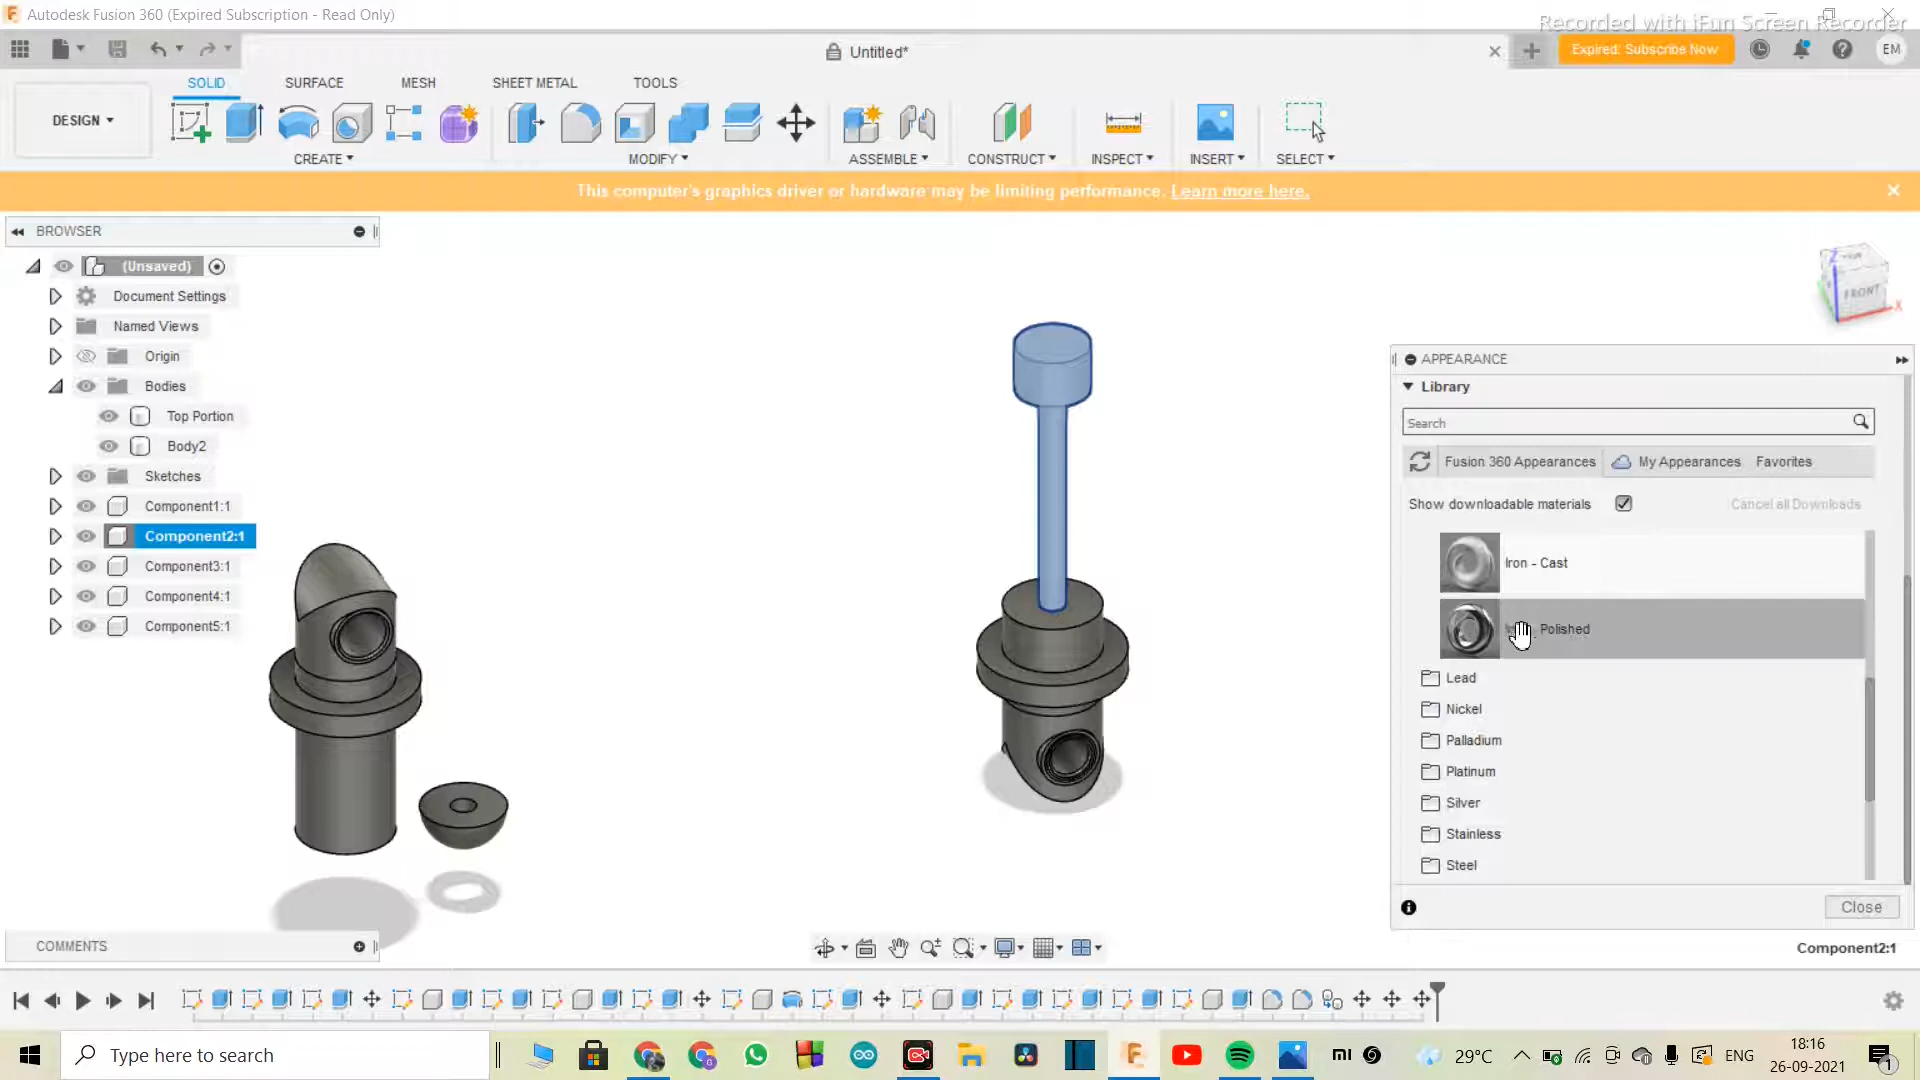 Autodesk Fusion 360 (Expired Subscription - Read Only)
Recorded with iFun Screen Recorder
Untitled*
Expired: Subscribe Now
EM
DESIGN
SOLID
SURFACE
MESH
SHEET METAL
TOOLS
CREATE
MODIFY
ASSEMBLE
CONSTRUCT
INSPECT
INSERT
SELECT
This computer's graphics driver or hardware may be limiting performance. Learn more here.
BROWSER
(Unsaved)
Document Settings
Named Views
Origin
Bodies
Top Portion
Body2
Sketches
Component1:1
Component2:1
Component3:1
Component4:1
Component5:1
Z
FRONT
X
APPEARANCE
Library
Search
Fusion 360 Appearances
My Appearances
Favorites
Show downloadable materials
Cancel all Downloads
Iron - Cast
Polished
Lead
Nickel
Palladium
Platinum
Silver
Stainless
Steel
Close
COMMENTS
Component2:1
Type here to search
29°C
ENG
18:16
26-09-2021
1